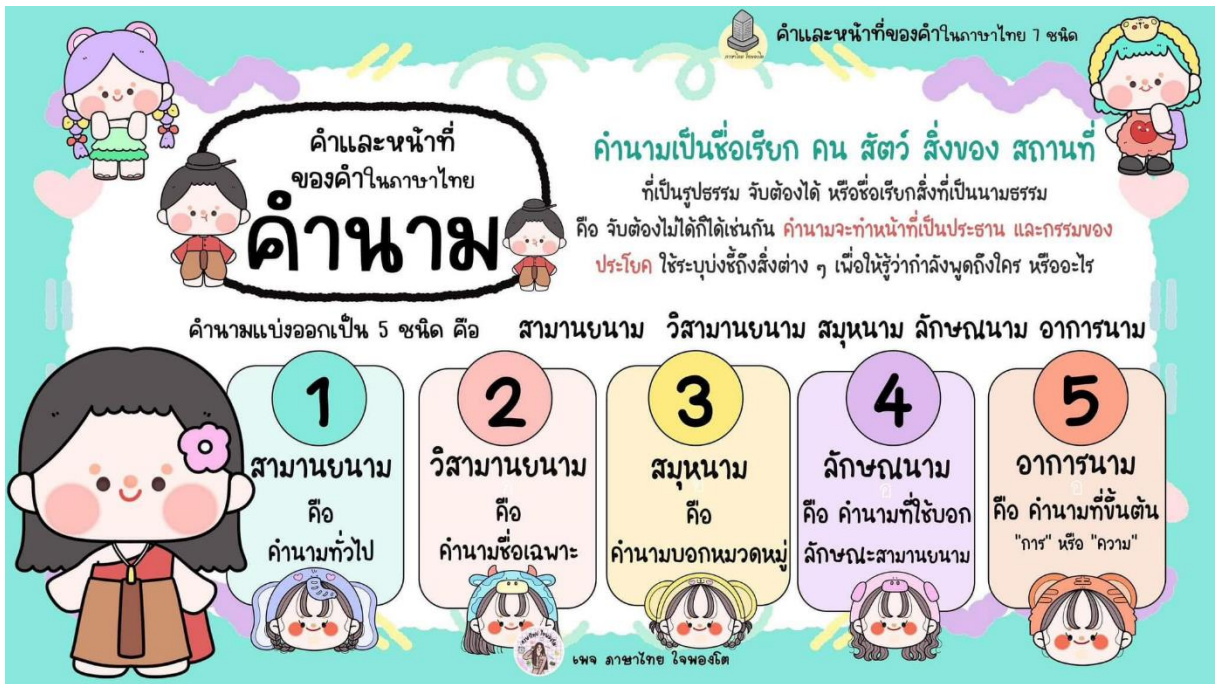 คำและหน้าที่ของคำในภาษาไทย 7 ชนิด
คำและหน้าที่
ของคำในภาษาไทย
คำนาม
คำนามเป็นชื่อเรียก คน สัตว์ สิ่งของ สถานที่
ที่เป็นรูปธรรม จับต้องได้ หรือชื่อเรียกสิ่งที่เป็นนามธรรม
คือ จับต้องไม่ได้ก็ได้เช่นกัน คำนามจะทำหน้าที่เป็นประธาน และกรรมของ
ประโยค ใช้ระบุบ่งชี้ถึงสิ่งต่าง ๆ เพื่อให้รู้ว่ากำลังพูดถึงใคร หรืออะไร
คำนามแบ่งออกเป็น 5 ชนิด คือ สามานยนาม วิสามานยนาม สมุหนาม ลักษณนาม อาการนาม
1
สามานยนาม
คือ
คำนามทั่วไป
2
วิสามานยนาม
คือ
คำนามชื่อเฉพาะ
3
สมุหนาม
คือ
คำนามบอกหมวดหมู่
4
ลักษณนาม
คือ คำนามที่ใช้บอก
ลักษณะสามานยนาม
5
อาการนาม
คือ คำนามที่ขึ้นต้น
"การ" หรือ "ความ"
เพจ ภาษาไทย ใจพองโต